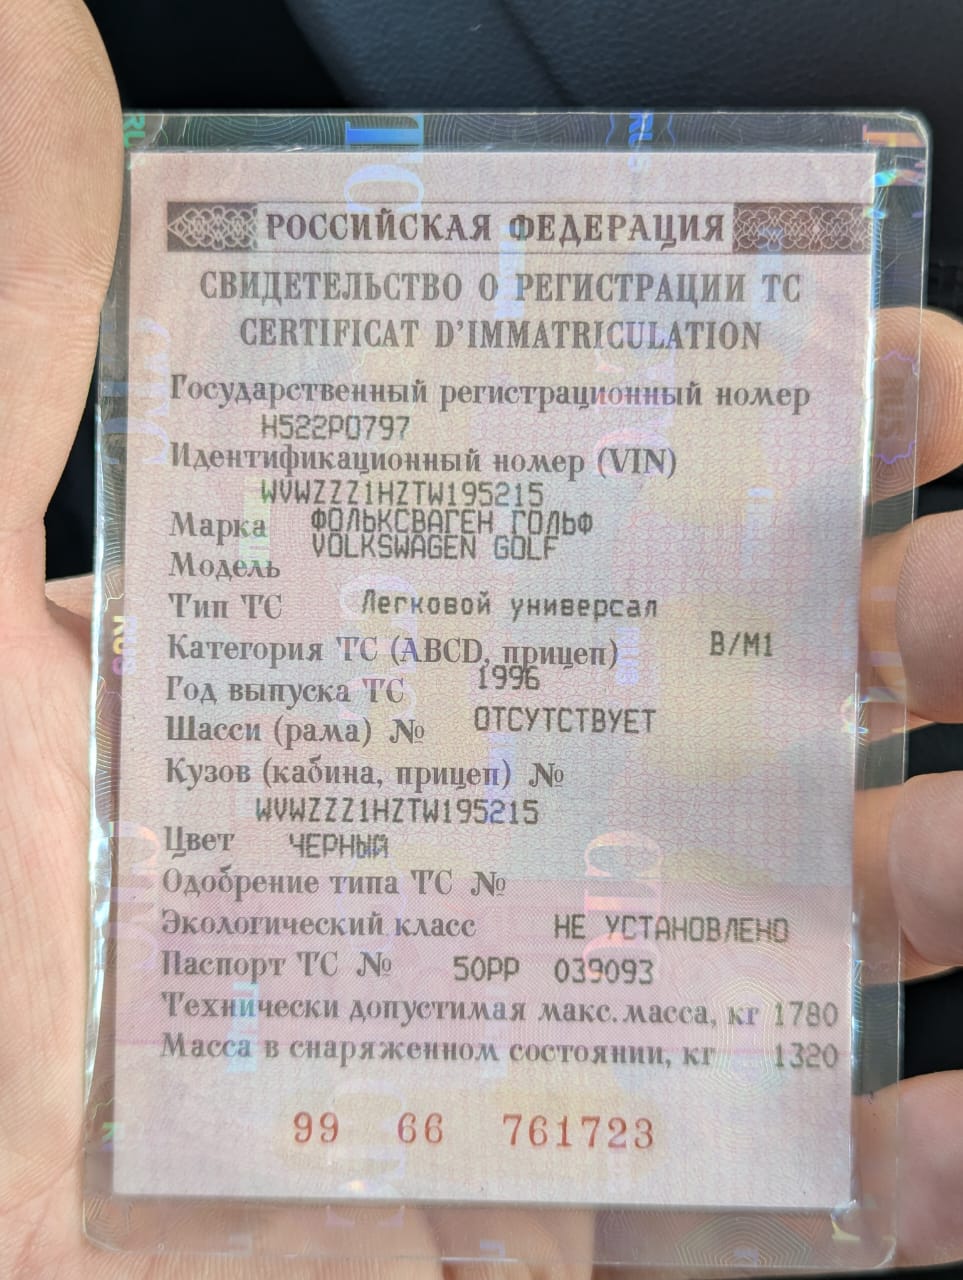 РОССИЙСКАЯ ФЕДЕРАЦИЯ
СВИДЕТЕЛЬСТВО О РЕГИСТРАЦИИ ТС
CERTIFICAT D'IMMATRICULATION
Государственный регистрационный номер
Н522РО797
Идентификационный номер (VIN)
WVWZZZ1HZTW195215
Марка ФОЛЬКСВАГЕН ГОЛЬФ
VOLKSWAGEN GOLF
Модель
Тип ТС Легковой универсал
Категория ТС (ABCD, прицеп) B/M1
Год выпуска ТС 1996
Шасси (рама) № ОТСУТСТВУЕТ
Кузов (кабина, прицеп) №
WVWZZZ1HZTW195215
Цвет ЧЕРНЫЙ
Одобрение типа ТС №
Экологический класс НЕ УСТАНОВЛЕНО
Паспорт ТС № 50РР 039093
Технически допустимая макс.масса, кг 1780
Масса в снаряженном состоянии, кг 1320
99 66 761723